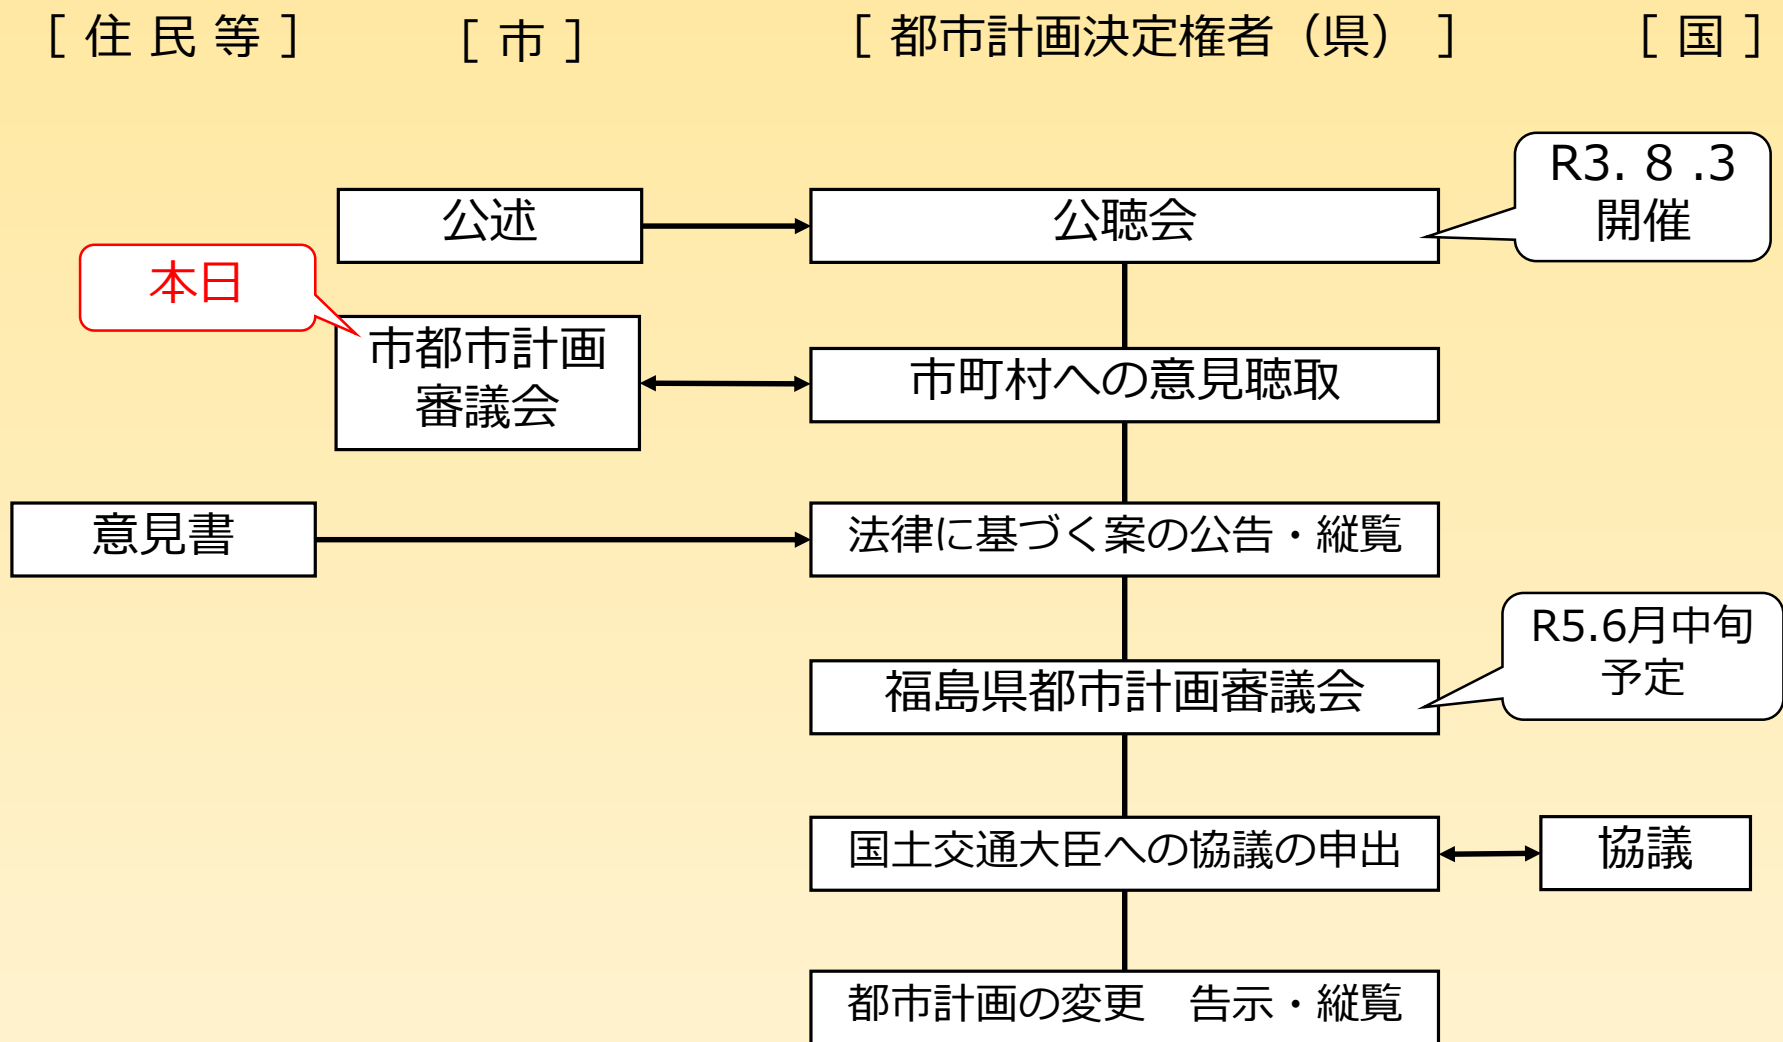 ［ 住 民 等 ］
［ 市 ］
［ 都市計画決定権者（県） ］
［ 国 ］
R3. 8 .3
開催
公述
公聴会
本日
市都市計画
審議会
市町村への意見聴取
意見書
法律に基づく案の公告・縦覧
R5.6月中旬
予定
福島県都市計画審議会
国土交通大臣への協議の申出
協議
都市計画の変更　告示・縦覧